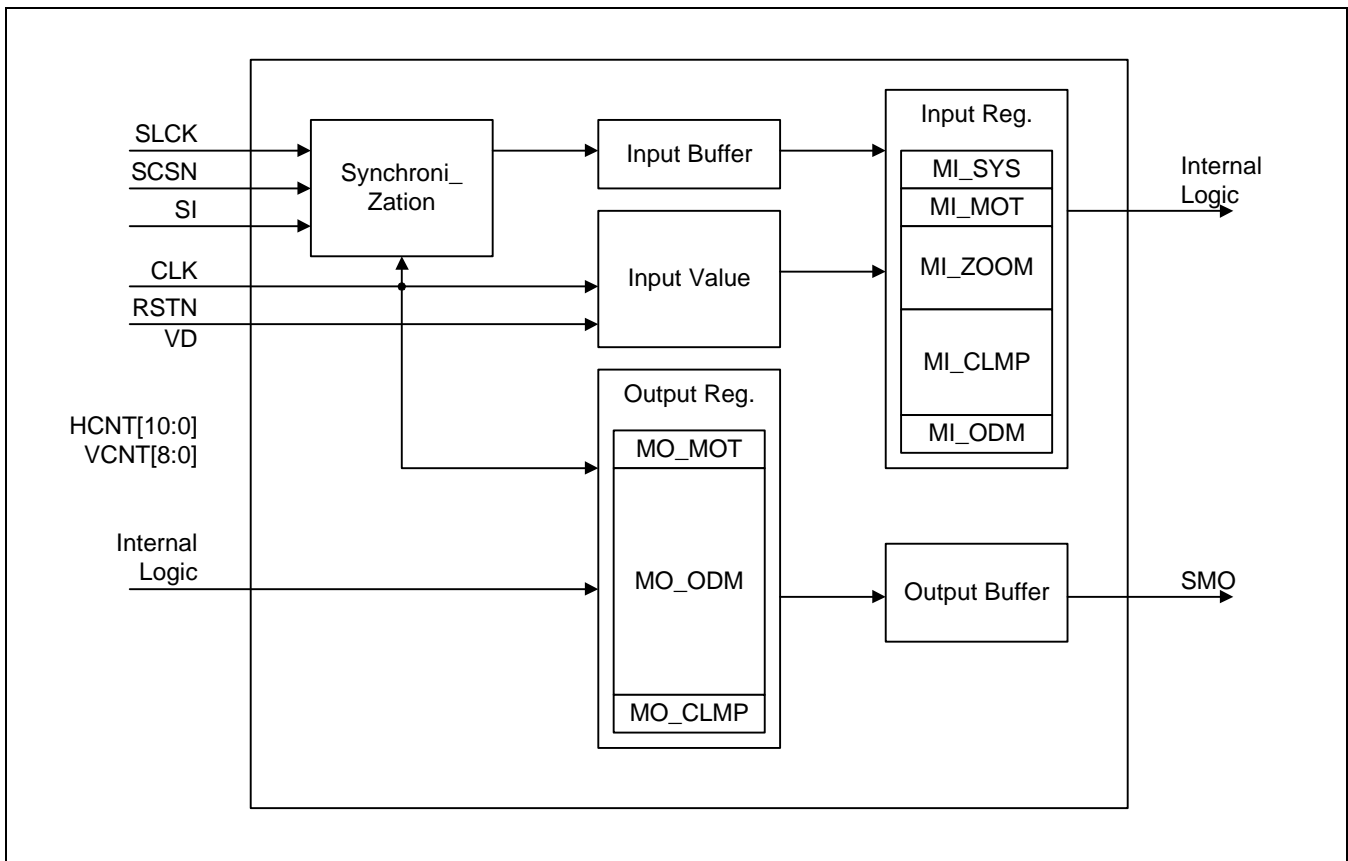 SLCK
SCSN
SI
CLK
RSTN
VD
HCNT[10:0]
VCNT[8:0]
Internal
Logic
Synchroni_
Zation
Input Buffer
Input Value
Output Reg.
MO_MOT
MO_ODM
MO_CLMP
Input Reg.
MI_SYS
MI_MOT
MI_ZOOM
MI_CLMP
MI_ODM
Output Buffer
Internal
Logic
SMO